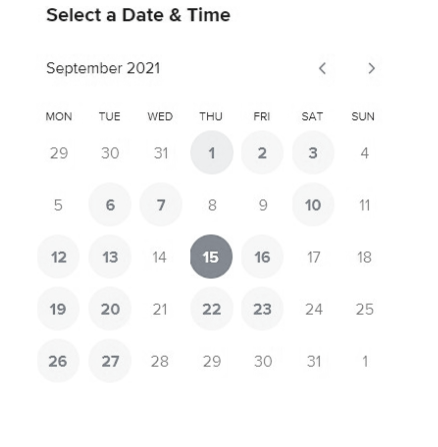 Select a Date & Time
September 2021
MON TUE WED THU FRI SAT SUN
29 30 31 1 2 3 4
5 6 7 8 9 10 11
12 13 14 15 16 17 18
19 20 21 22 23 24 25
26 27 28 29 30 31 1